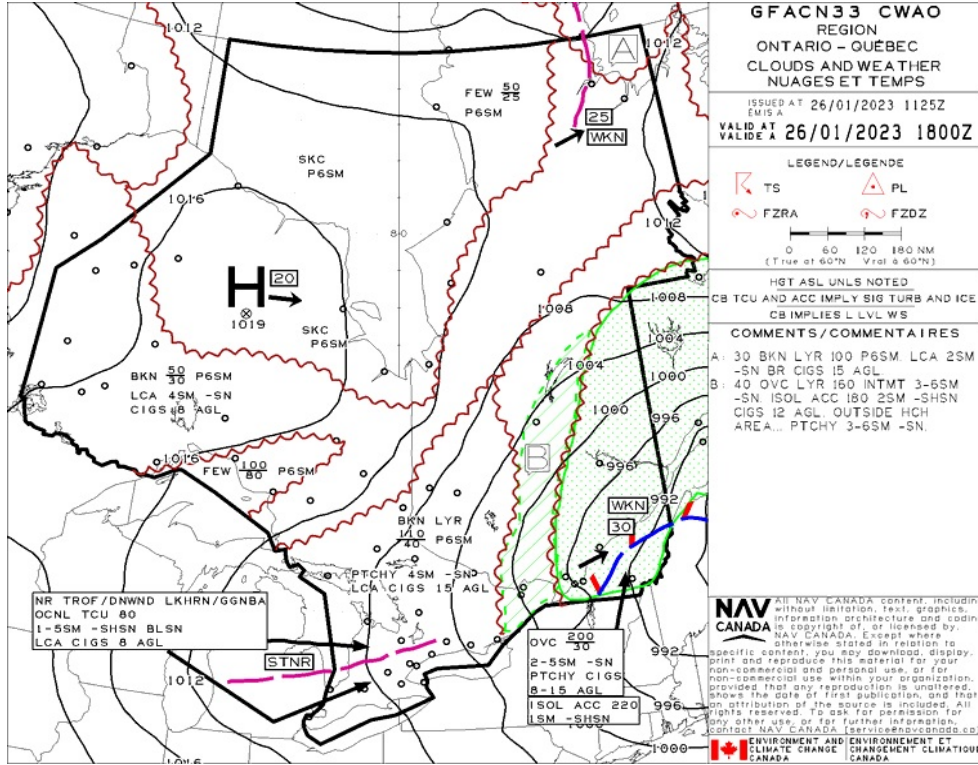 GFACN33 CWAO
REGION
ONTARIO – QUÉBEC
CLOUDS AND WEATHER
NUAGES ET TEMPS
ISSUED AT 26/01/2023 1125Z
ÉMIS A
VALID AT
VALIDE A 26/01/2023 1800Z
LEGEND/LÉGENDE
TS
PL
FZRA
FZDZ
0 60 120 180 NM
(True at 60°N Vrai à 60°N)
HGT ASL UNLS NOTED
CB TCU AND ACC IMPLY SIG TURB AND ICE
CB IMPLIES L LVL WS
COMMENTS/COMMENTAIRES
A: 30 BKN LYR 100 P6SM. LCA 2SM
-SN BR CIGS 15 AGL.
B: 40 OVC LYR 160 INTMT 3-6SM
-SN. ISOL ACC 180 2SM -SHSN
CIGS 12 AGL. OUTSIDE HCH
AREA... PTCHY 3-6SM -SN.
NAV
CANADA
All NAV CANADA content, including
without limitation, text, graphics,
information architecture and coding
is copyright of, or licensed by,
NAV CANADA. Except where
otherwise stated in relation to
specific content, you may download, display,
print and reproduce this material for your
non-commercial and personal use, or for
non-commercial use within your organization,
provided that any reproduction is unaltered,
shows the date of first publication, and that
an attribution of the source is included. All
rights reserved. To ask for permission for
any other use, or for further information,
contact NAV CANADA [service@navcanada.ca
ENVIRONMENT AND
CLIMATE CHANGE
CANADA
ENVIRONNEMENT ET
CHANGEMENT CLIMATIQUE
CANADA
1012
1012
A
1012
FEW 50
25
P6SM
25
WKN
SKC
P6SM
1016
80
1012
H
20
1019
SKC
P6SM
1008
1008
1004
1004
1000
1000
996
996
992
BKN 50
30
P6SM
LCA 4SM -SN
CIGS 8 AGL
1016
FEW 100
80
P6SM
B
WKN
30
BKN LYR
110
40
P6SM
PTCHY 4SM -SN
LCA CIGS 15 AGL
NR TROF/DNWND LKHRN/GGNBA
OCNL TCU 80
1-5SM -SHSN BLSN
LCA CIGS 8 AGL
STNR
1012
OVC 200
30
2-5SM -SN
PTCHY CIGS
8-15 AGL
ISOL ACC 220
1SM -SHSN
992
996
1000
1000
1016